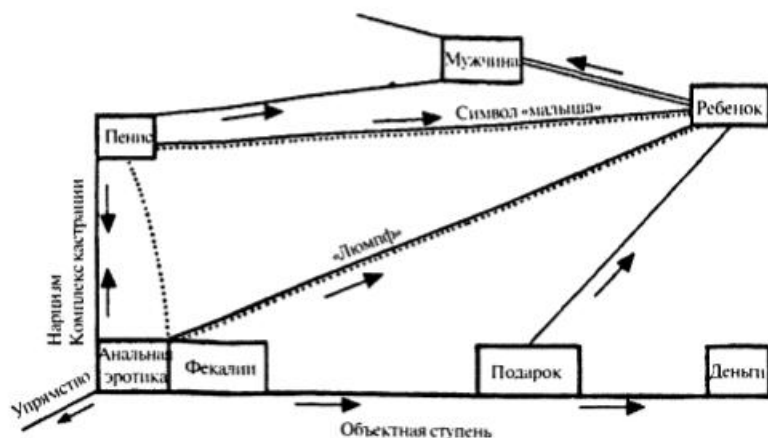 Мужчина
Ребенок
Символ «малыша»
Пенис
Нарцизм
Комплекс кастрации
«Люмпф»
Анальная
эротика
Фекалии
Подарок
Деньги
Упрямство
Объектная ступень